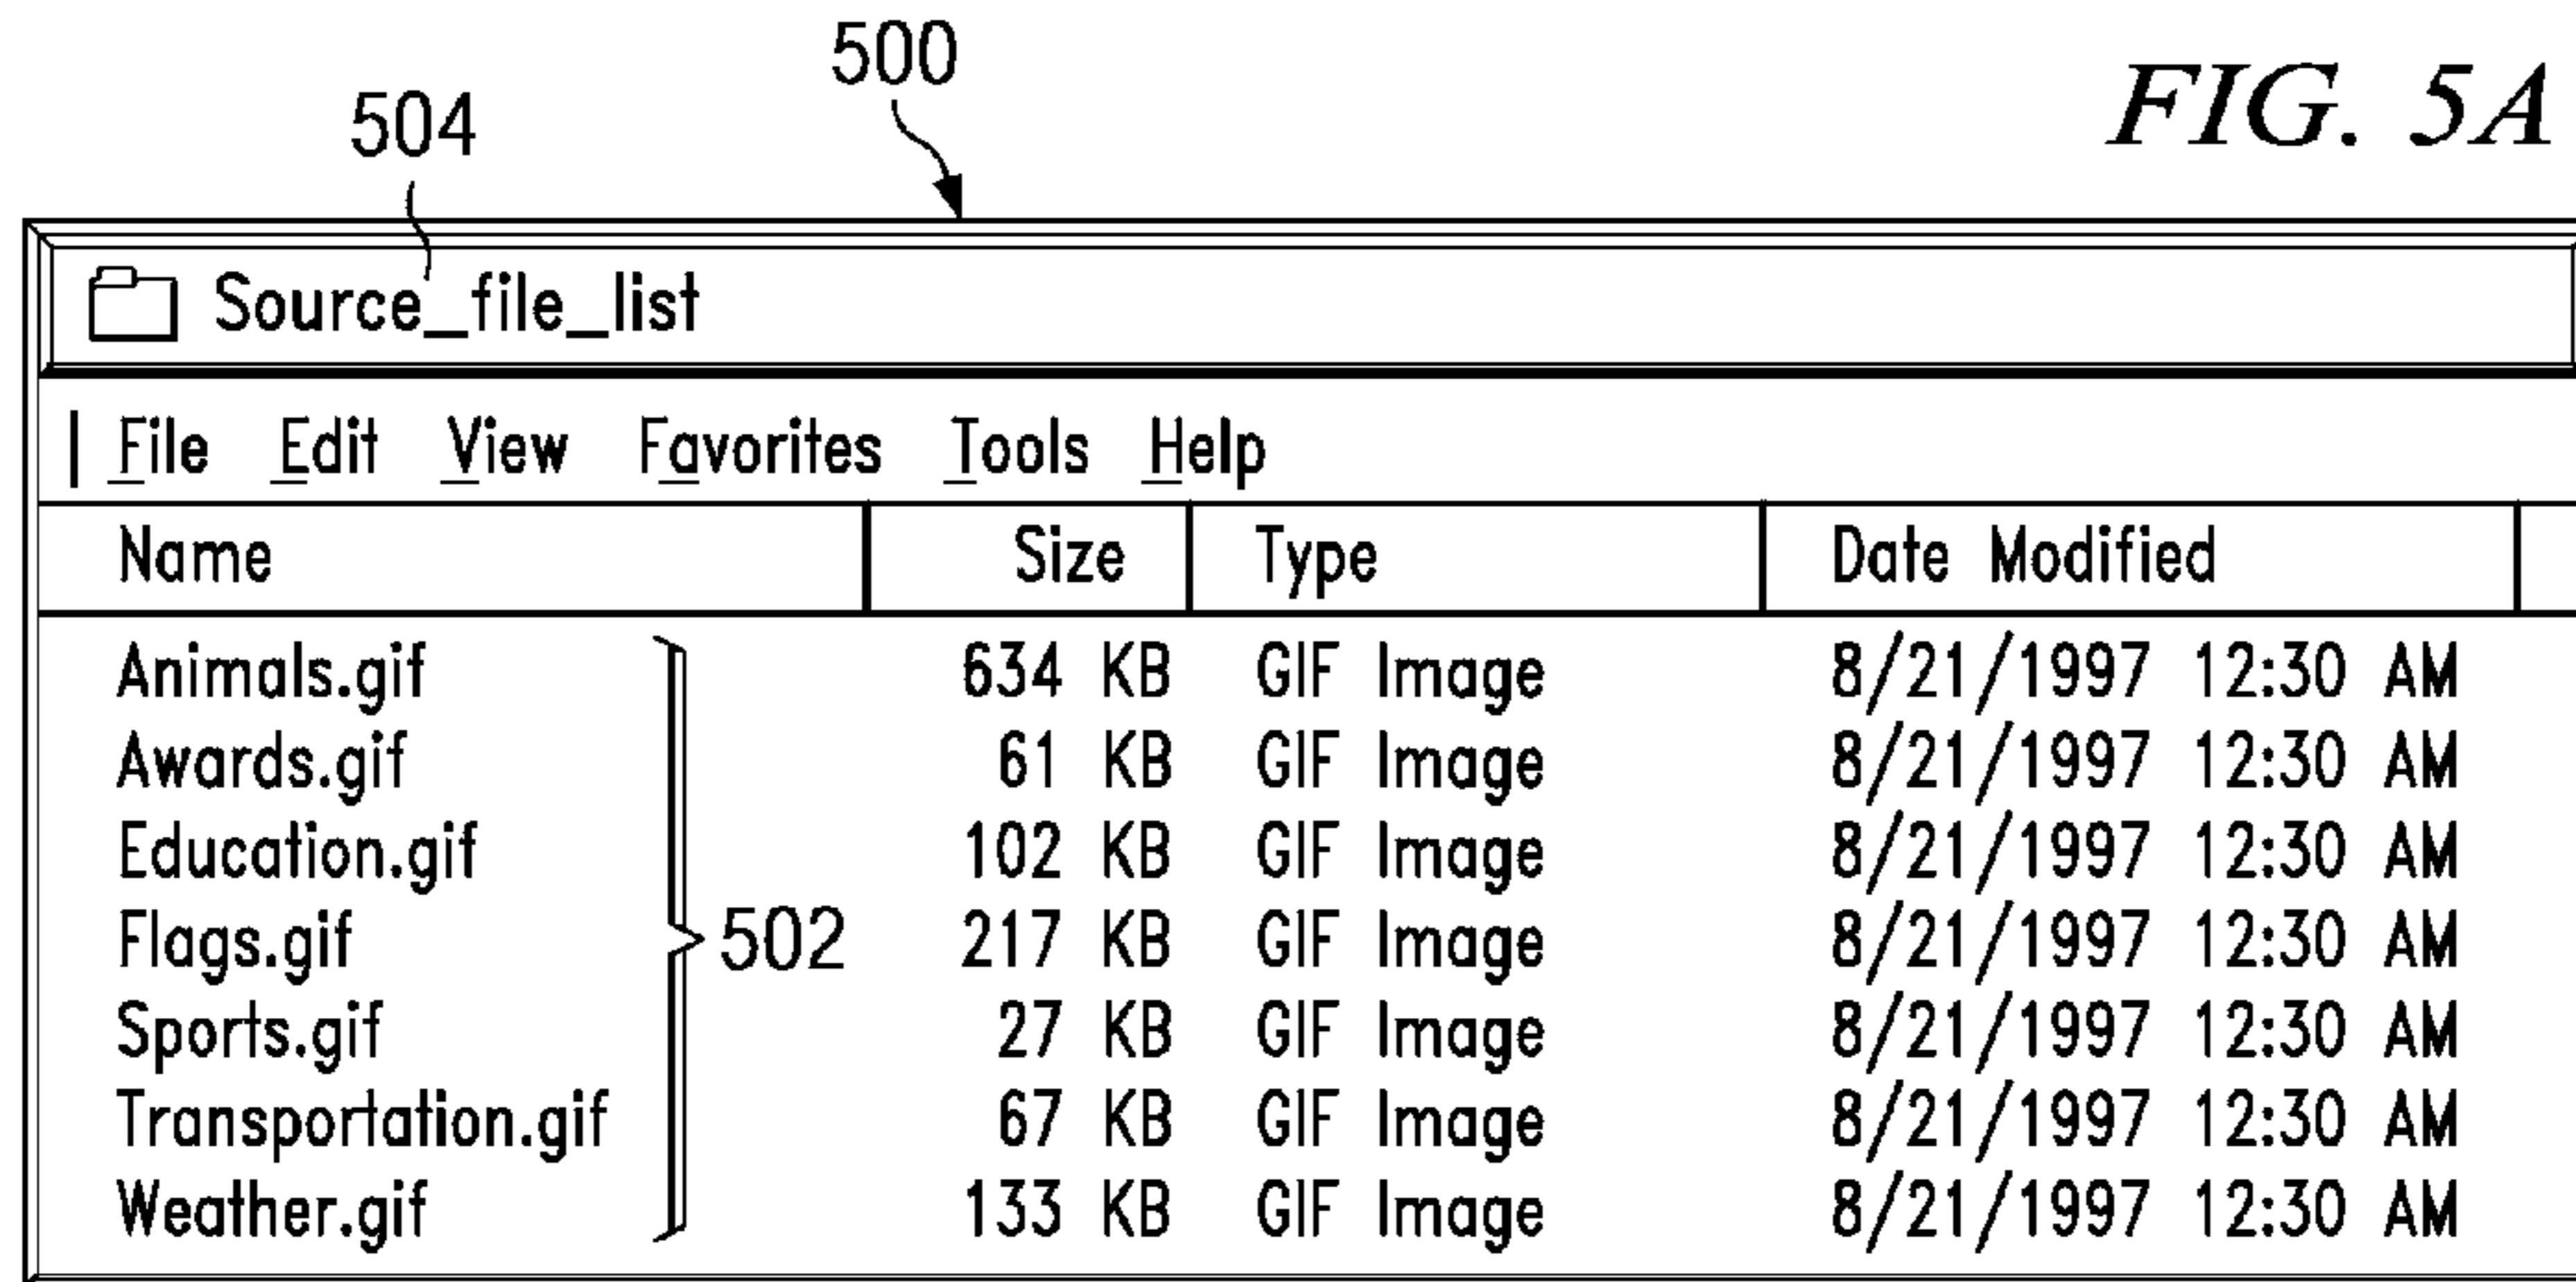 500
FIG. 5A
504
Source_file_list
File Edit View Favorites Tools Help
Name Size Type Date Modified
Animals.gif 634 KB GIF Image 8/21/1997 12:30 AM
Awards.gif 61 KB GIF Image 8/21/1997 12:30 AM
Education.gif 102 KB GIF Image 8/21/1997 12:30 AM
Flags.gif 502 217 KB GIF Image 8/21/1997 12:30 AM
Sports.gif 27 KB GIF Image 8/21/1997 12:30 AM
Transportation.gif 67 KB GIF Image 8/21/1997 12:30 AM
Weather.gif 133 KB GIF Image 8/21/1997 12:30 AM